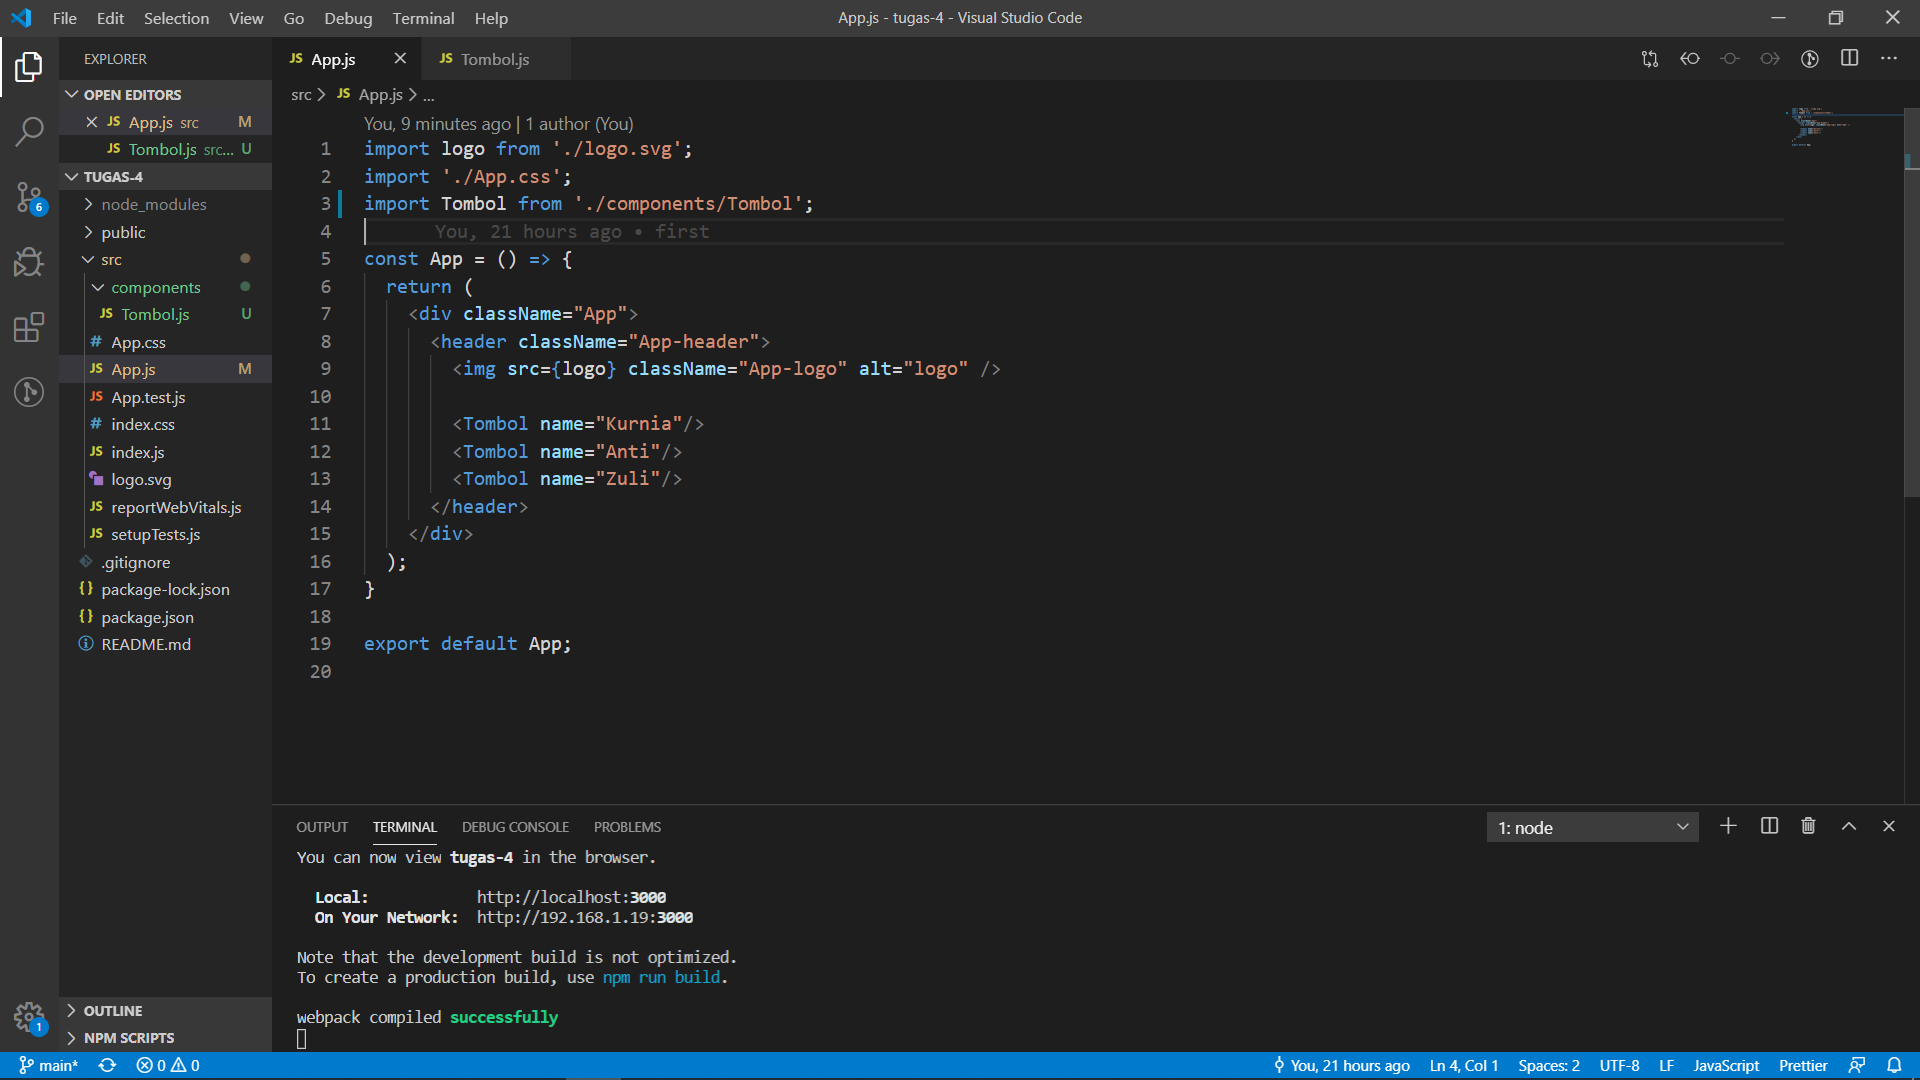 File Edit Selection View Go Debug Terminal Help
App.js - tugas-4 - Visual Studio Code
EXPLORER
OPEN EDITORS
JS App.js src M
JS Tombol.js src... U
TUGAS-4
node_modules
public
src
components
JS Tombol.js U
# App.css
JS App.js M
JS App.test.js
# index.css
JS index.js
logo.svg
JS reportWebVitals.js
JS setupTests.js
.gitignore
{} package-lock.json
{} package.json
README.md
OUTLINE
NPM SCRIPTS
6
1
JS App.js
JS Tombol.js
src > JS App.js > ...
You, 9 minutes ago | 1 author (You)
1 import logo from './logo.svg';
2 import './App.css';
3 import Tombol from './components/Tombol';
4 You, 21 hours ago • first
5 const App = () => {
6 return (
7 <div className="App">
8 <header className="App-header">
9 <img src={logo} className="App-logo" alt="logo" />
10
11 <Tombol name="Kurnia"/>
12 <Tombol name="Anti"/>
13 <Tombol name="Zuli"/>
14 </header>
15 </div>
16 );
17 }
18
19 export default App;
20
OUTPUT TERMINAL DEBUG CONSOLE PROBLEMS
1: node
You can now view tugas-4 in the browser.
Local: http://localhost:3000
On Your Network: http://192.168.1.19:3000
Note that the development build is not optimized.
To create a production build, use npm run build.
webpack compiled successfully
main* 0 0
You, 21 hours ago Ln 4, Col 1 Spaces: 2 UTF-8 LF JavaScript Prettier